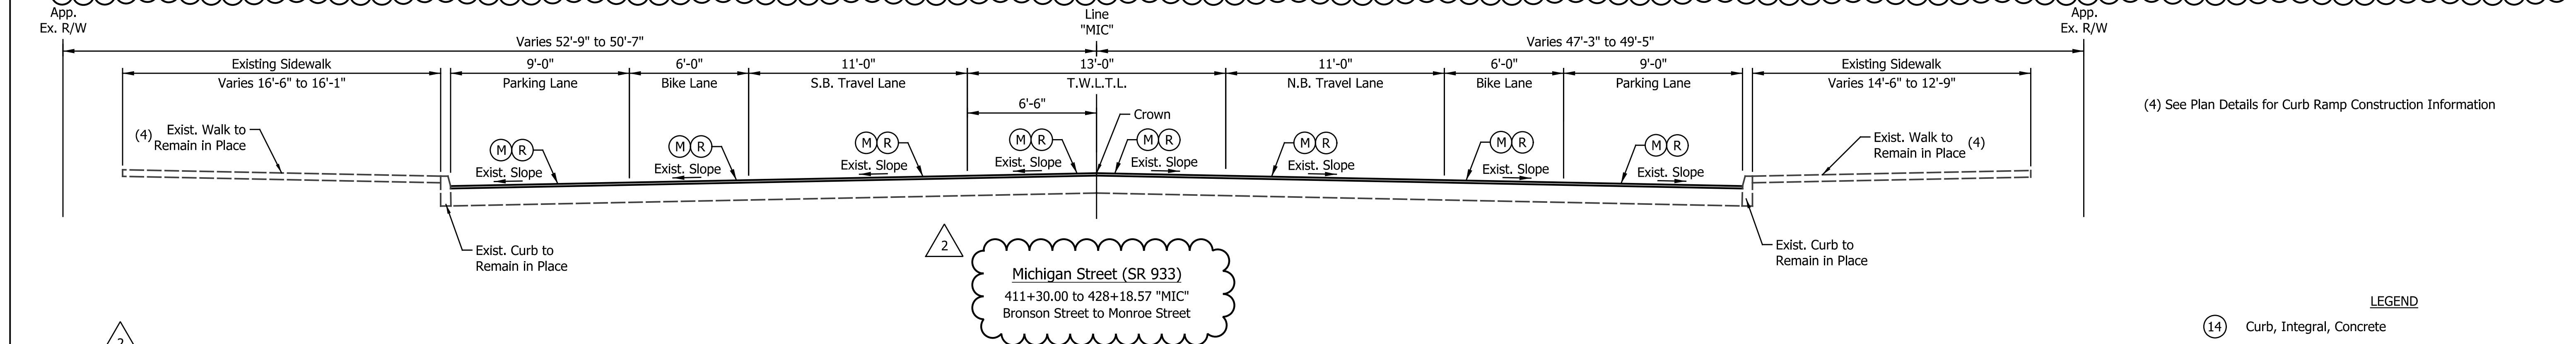 App.
Ex. R/W
Line
"MIC"
App.
Ex. R/W
Varies 52'-9" to 50'-7"
Varies 47'-3" to 49'-5"
Existing Sidewalk
9'-0"
6'-0"
11'-0"
13'-0"
11'-0"
6'-0"
9'-0"
Existing Sidewalk
Varies 16'-6" to 16'-1"
Parking Lane
Bike Lane
S.B. Travel Lane
T.W.L.T.L.
N.B. Travel Lane
Bike Lane
Parking Lane
Varies 14'-6" to 12'-9"
6'-6"
Crown
(4) See Plan Details for Curb Ramp Construction Information
(4) Exist. Walk to
Remain in Place
M R
Exist. Slope
M R
Exist. Slope
M R
Exist. Slope
M R
Exist. Slope
M R
Exist. Slope
M R
Exist. Slope
M R
Exist. Slope
M R
Exist. Slope
Exist. Walk to
Remain in Place (4)
Exist. Curb to
Remain in Place
Exist. Curb to
Remain in Place
2
Michigan Street (SR 933)
411+30.00 to 428+18.57 "MIC"
Bronson Street to Monroe Street
2
LEGEND
14 Curb, Integral, Concrete